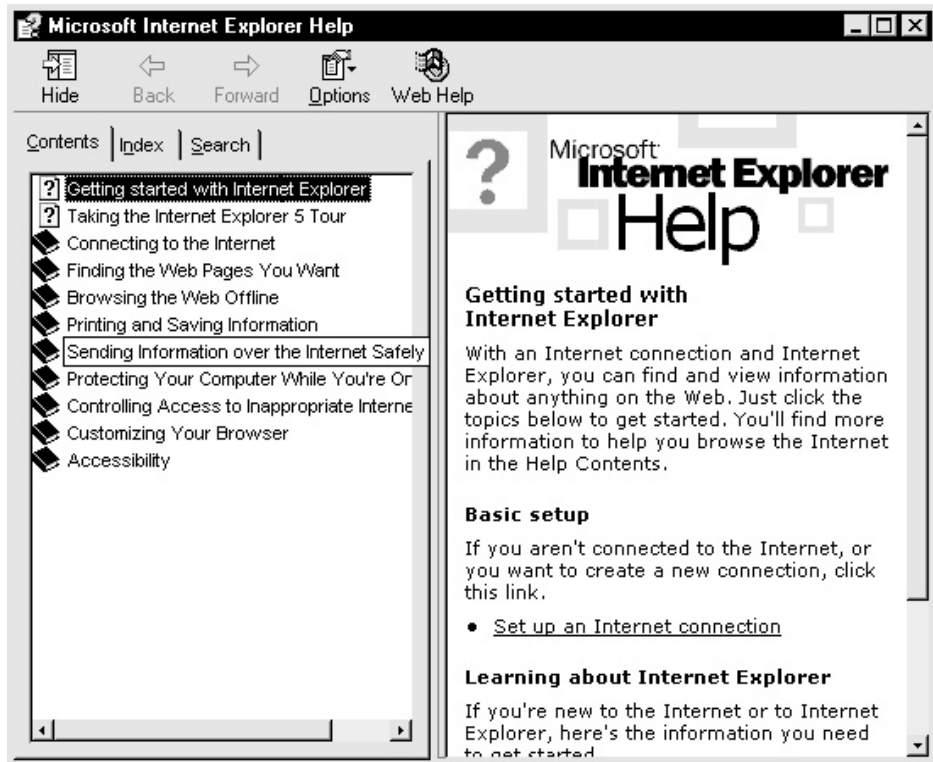 Microsoft Internet Explorer Help
Hide Back Forward Options Web Help
Contents Index Search
Getting started with Internet Explorer
Taking the Internet Explorer 5 Tour
Connecting to the Internet
Finding the Web Pages You Want
Browsing the Web Offline
Printing and Saving Information
Sending Information over the Internet Safely
Protecting Your Computer While You're Or
Controlling Access to Inappropriate Interne
Customizing Your Browser
Accessibility
Microsoft
Internet Explorer
Help
Getting started with
Internet Explorer
With an Internet connection and Internet
Explorer, you can find and view information
about anything on the Web. Just click the
topics below to get started. You'll find more
information to help you browse the Internet
in the Help Contents.
Basic setup
If you aren't connected to the Internet, or
you want to create a new connection, click
this link.
• Set up an Internet connection
Learning about Internet Explorer
If you're new to the Internet or to Internet
Explorer, here's the information you need
to get started